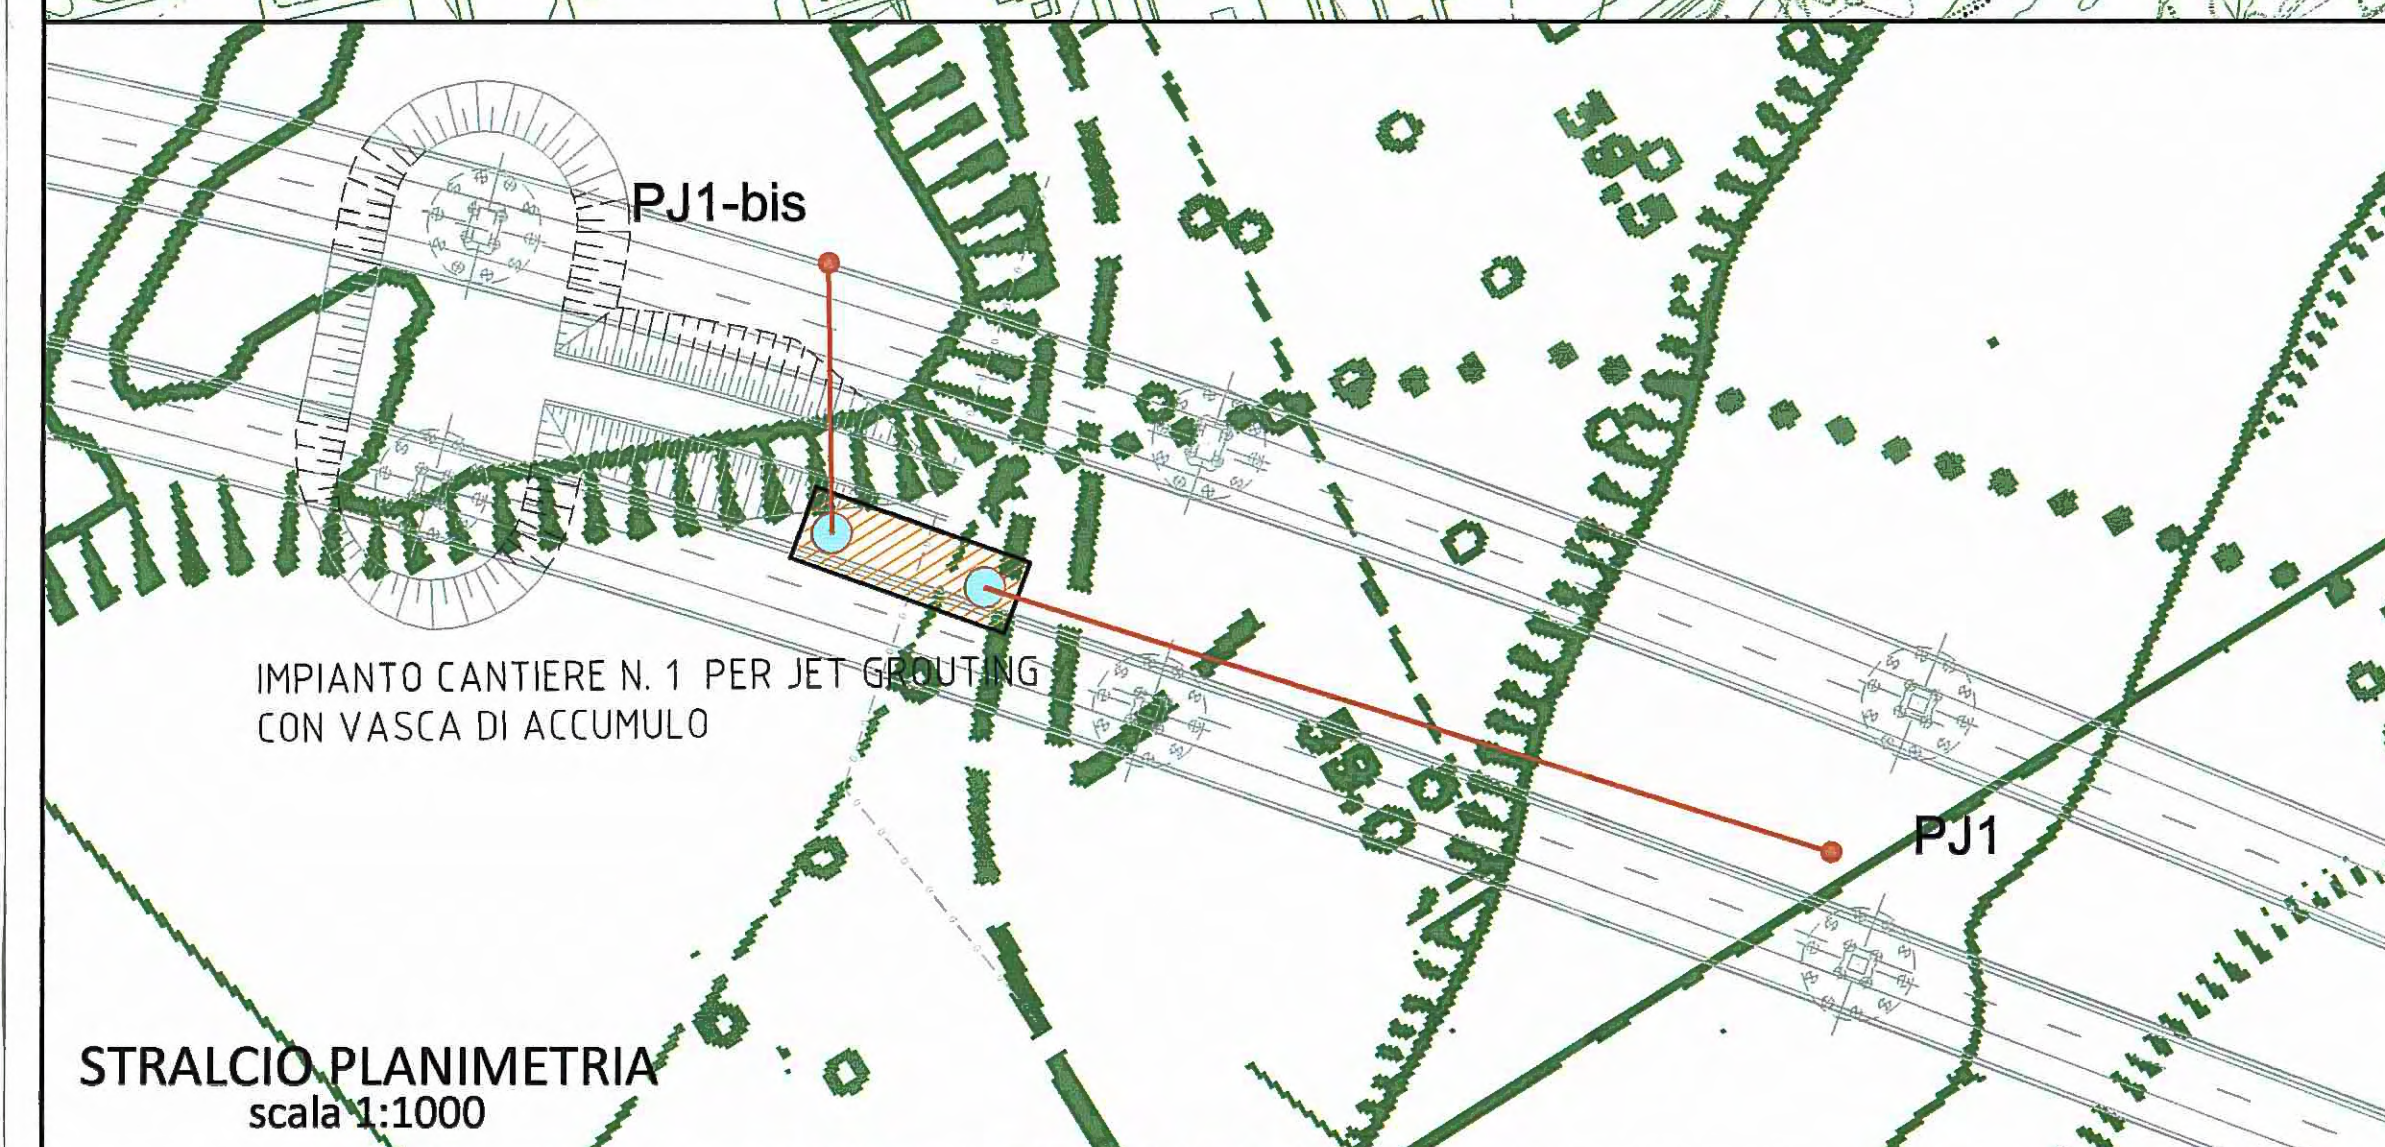 PJ1-bis
IMPIANTO CANTIERE N. 1 PER JET GROUTING
CON VASCA DI ACCUMULO
PJ1
STRALCIO PLANIMETRIA
scala 1:1000